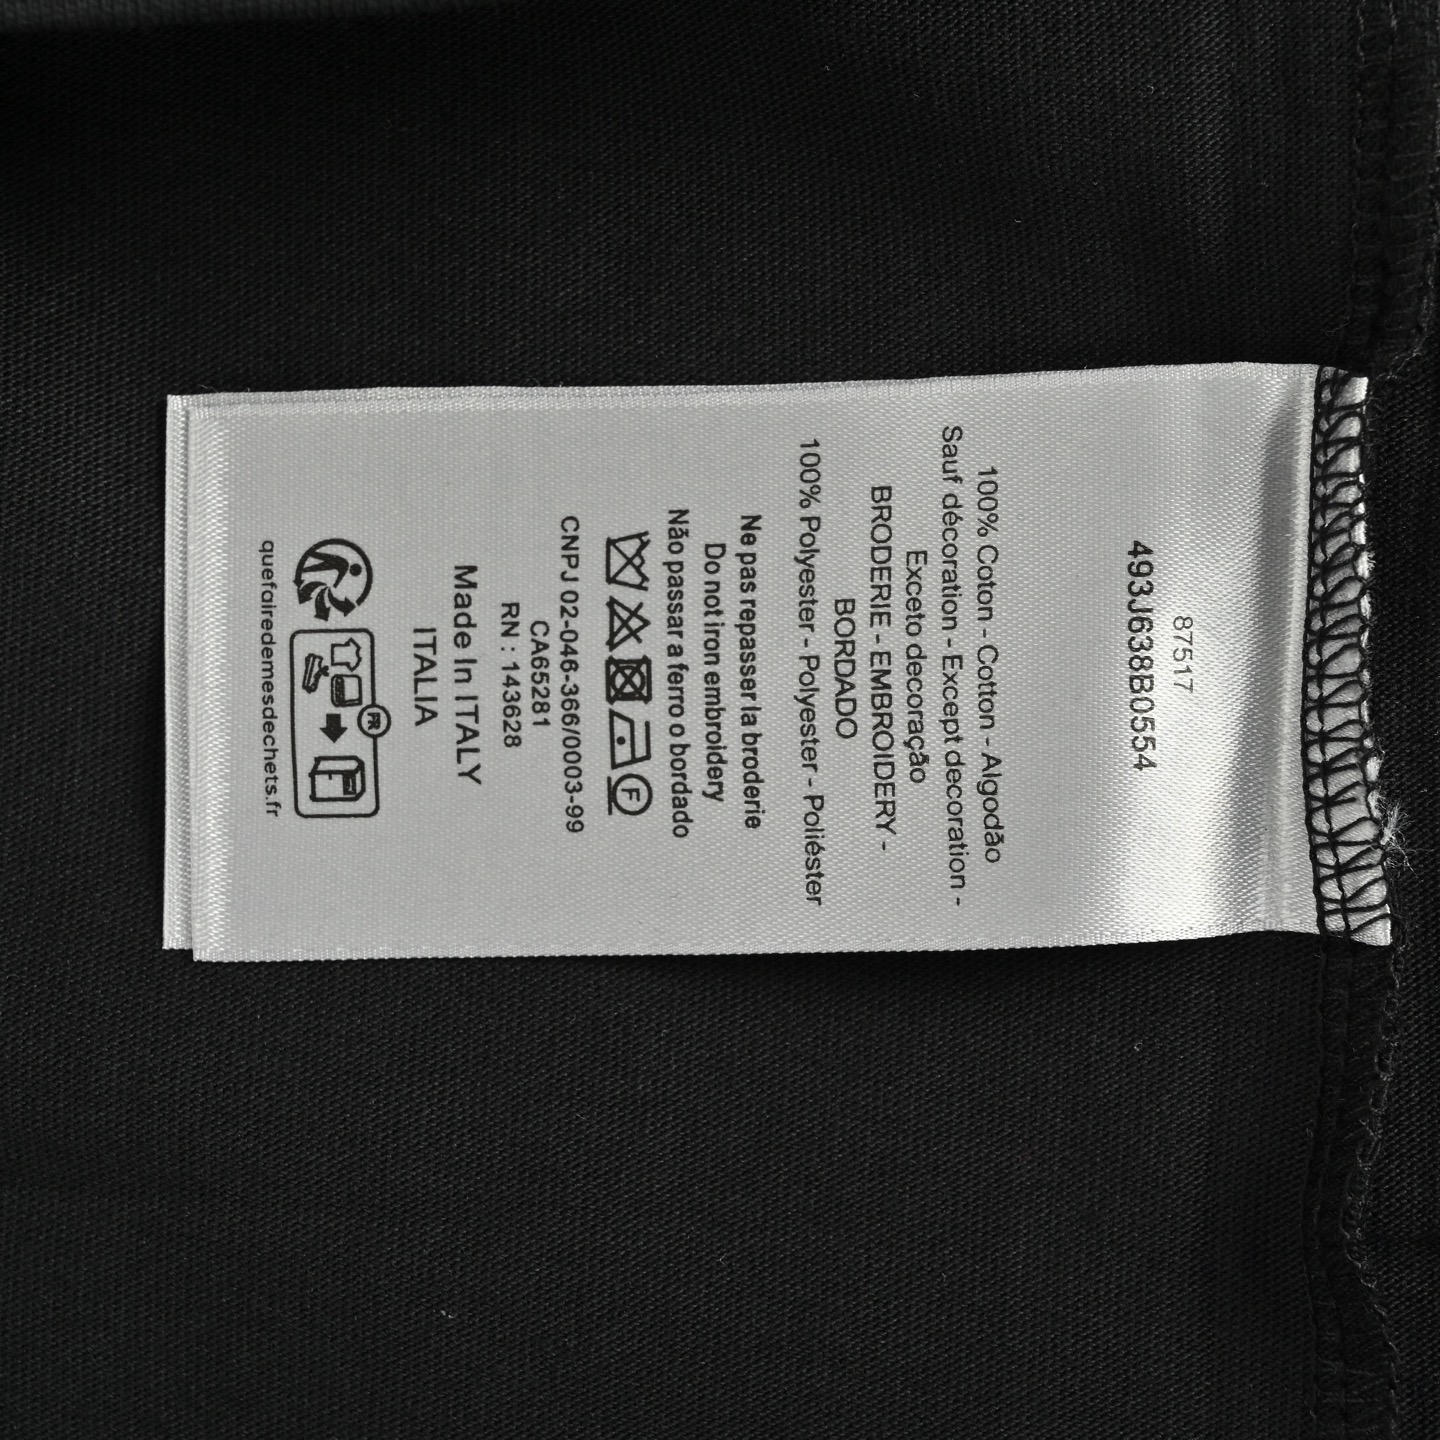 87517
493J638B0554
100% Coton - Cotton - Algodão
Sauf décoration - Except decoration -
Exceto decoração
BRODERIE - EMBROIDERY -
BORDADO
100% Polyester - Polyester - Poliéster
Ne pas repasser la broderie
Do not iron embroidery
Não passar a ferro o bordado
F
CNPJ 02-046-366/0003-99
CA65281
RN : 143628
Made In ITALY
ITALIA
FR
quefairedemesdechets.fr